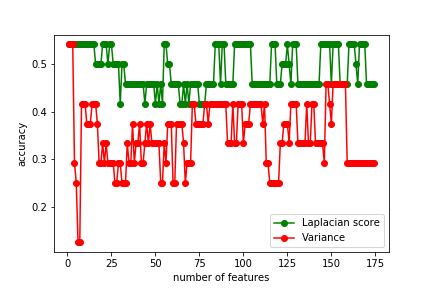 accuracy
0.5
0.4
0.3
0.2
0 25 50 75 100 125 150 175
number of features
Laplacian score
Variance